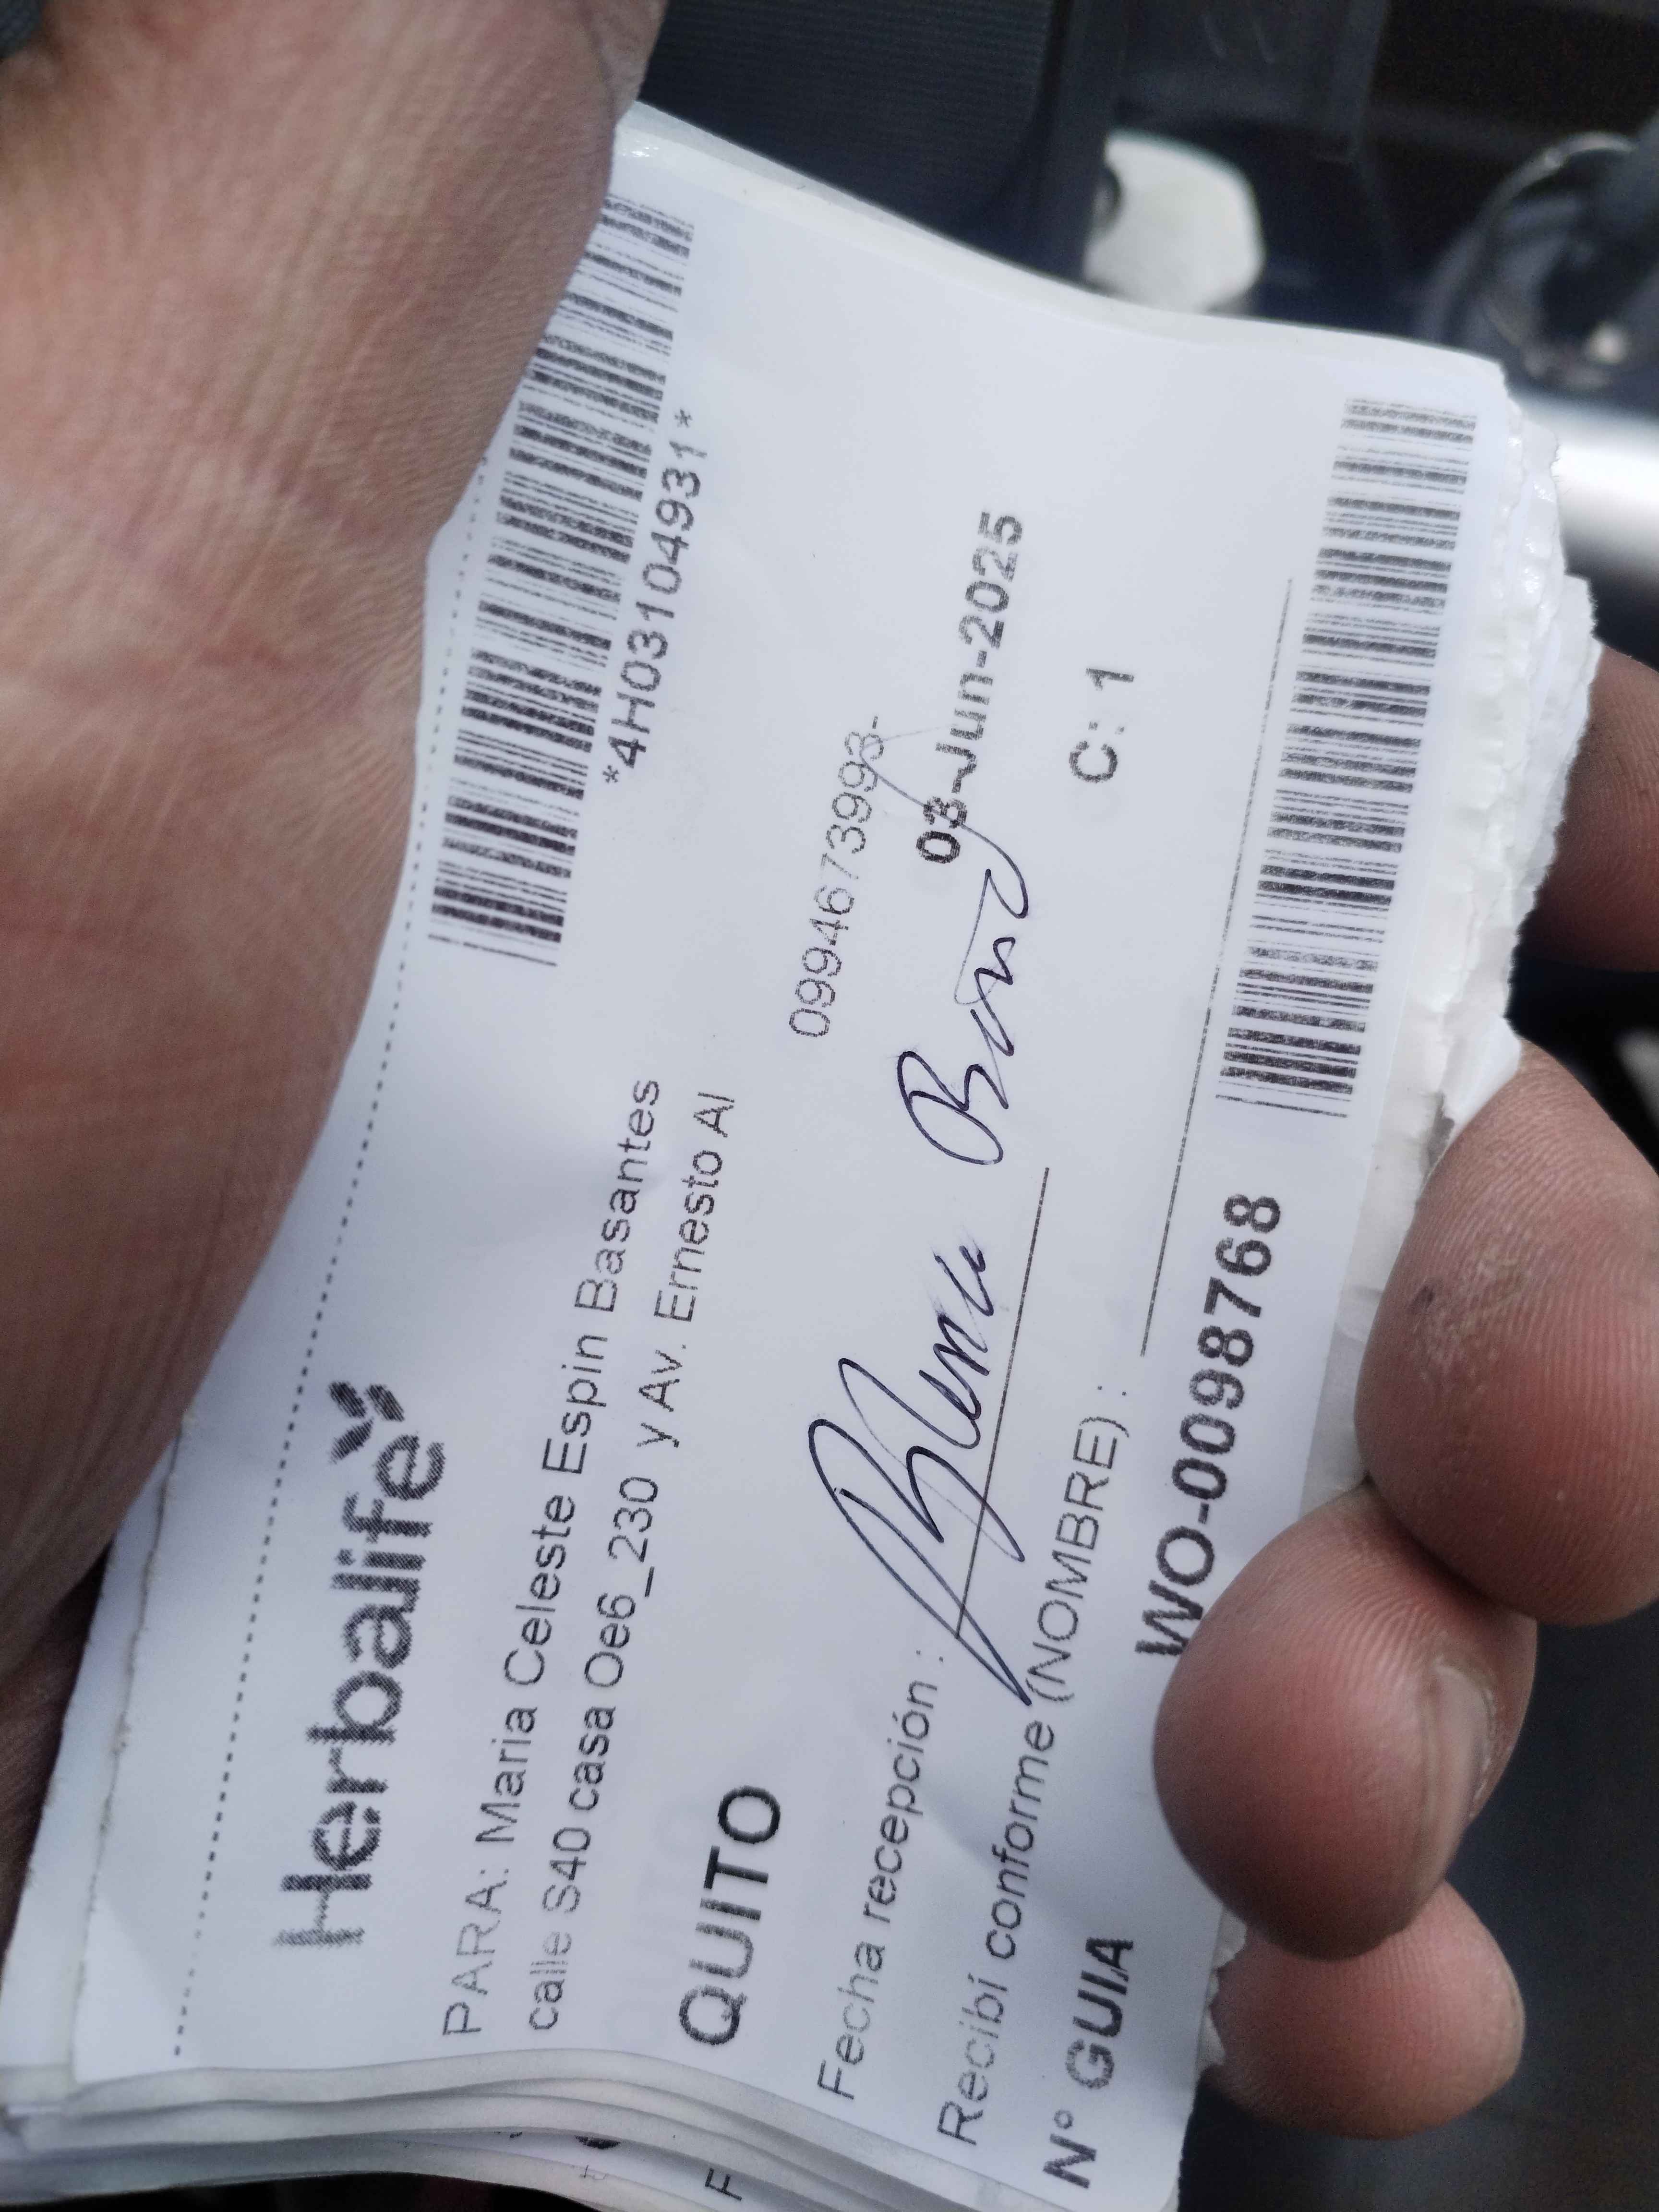 Herbalife
*4H03104931*
PARA: Maria Celeste Espin Basantes
calle S40 casa Oe6_230 y Av. Ernesto Al
QUITO
0994673993-
Fecha recepción :
03-Jun-2025
Recibí conforme (NOMBRE) :
C: 1
N° GUIA
WO-0098768